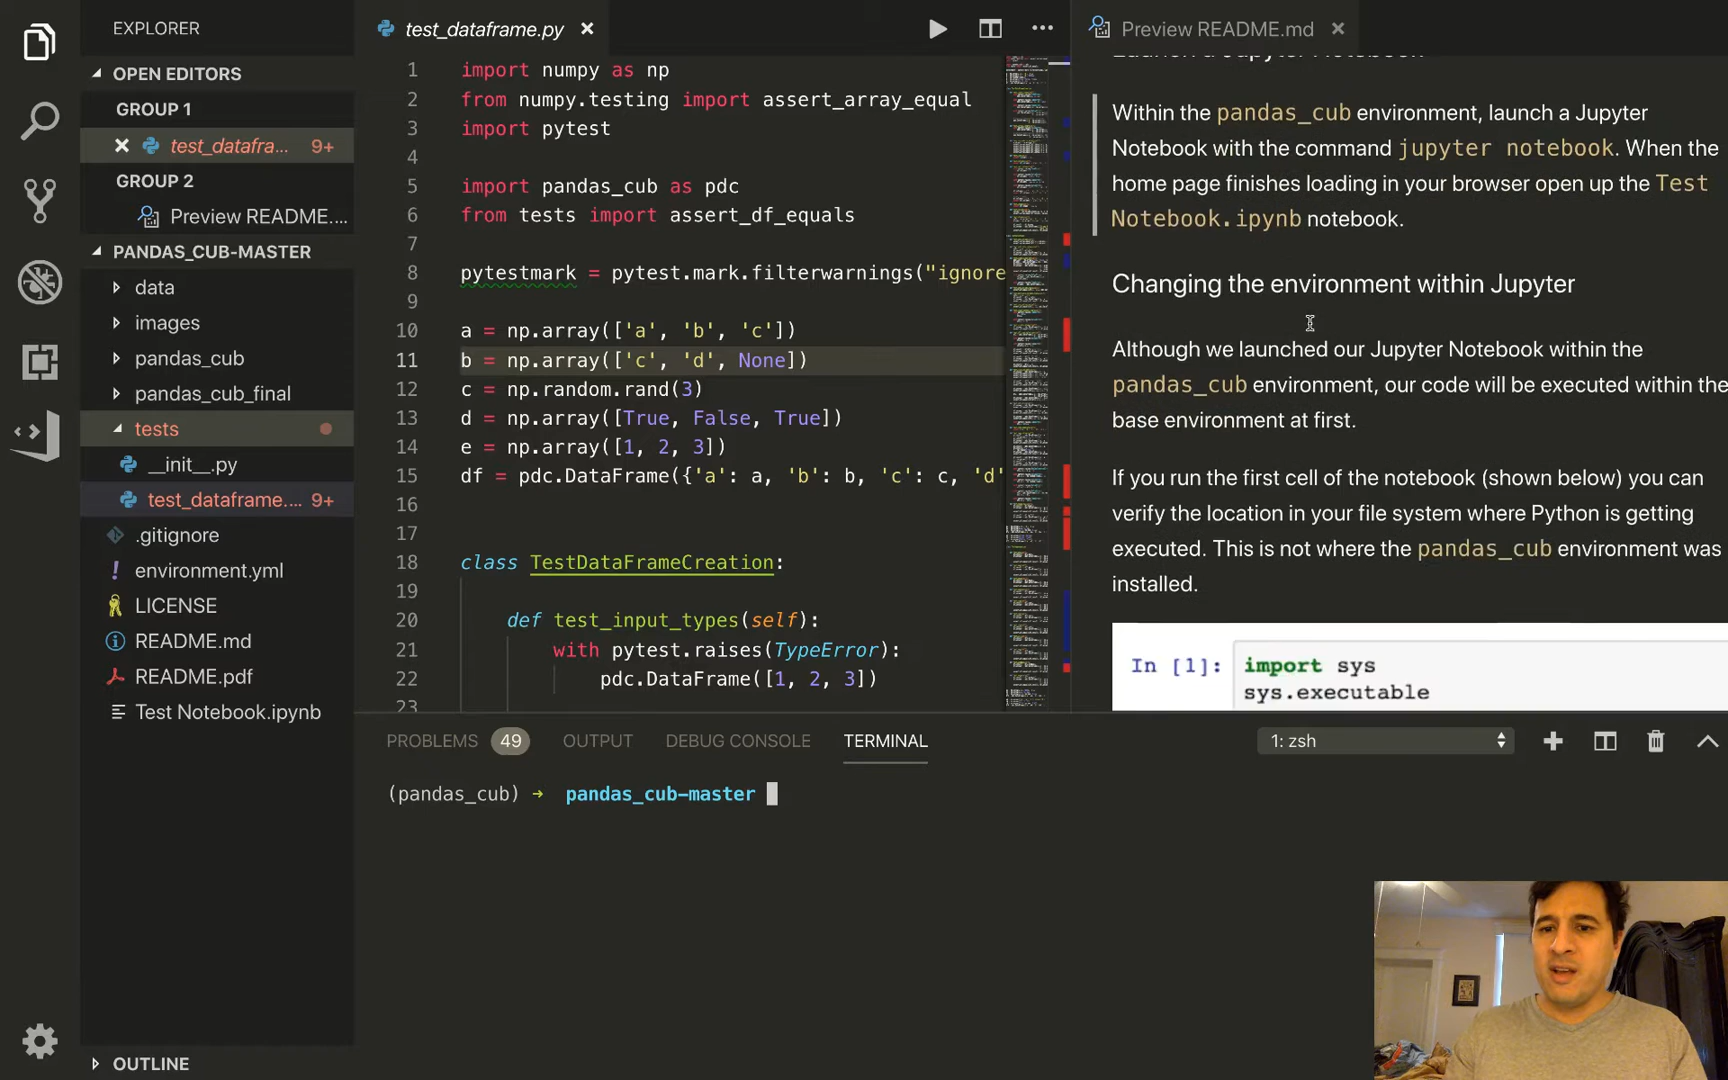 EXPLORER
OPEN EDITORS
GROUP 1
test_datafra... 9+
GROUP 2
Preview README....
PANDAS_CUB-MASTER
data
images
pandas_cub
pandas_cub_final
tests
__init__.py
test_dataframe.... 9+
.gitignore
environment.yml
LICENSE
README.md
README.pdf
Test Notebook.ipynb
OUTLINE
test_dataframe.py
1 import numpy as np
2 from numpy.testing import assert_array_equal
3 import pytest
4
5 import pandas_cub as pdc
6 from tests import assert_df_equals
7
8 pytestmark = pytest.mark.filterwarnings("ignore
9
10 a = np.array(['a', 'b', 'c'])
11 b = np.array(['c', 'd', None])
12 c = np.random.rand(3)
13 d = np.array([True, False, True])
14 e = np.array([1, 2, 3])
15 df = pdc.DataFrame({'a': a, 'b': b, 'c': c, 'd'
16
17
18 class TestDataFrameCreation:
19
20 def test_input_types(self):
21 with pytest.raises(TypeError):
22 pdc.DataFrame([1, 2, 3])
23
Preview README.md
Launch a Jupyter Notebook
Within the pandas_cub environment, launch a Jupyter
Notebook with the command jupyter notebook. When the
home page finishes loading in your browser open up the Test
Notebook.ipynb notebook.
Changing the environment within Jupyter
Although we launched our Jupyter Notebook within the
pandas_cub environment, our code will be executed within the
base environment at first.
If you run the first cell of the notebook (shown below) you can
verify the location in your file system where Python is getting
executed. This is not where the pandas_cub environment was
installed.
In [1]: import sys
sys.executable
PROBLEMS 49 OUTPUT DEBUG CONSOLE TERMINAL 1: zsh
(pandas_cub) → pandas_cub-master